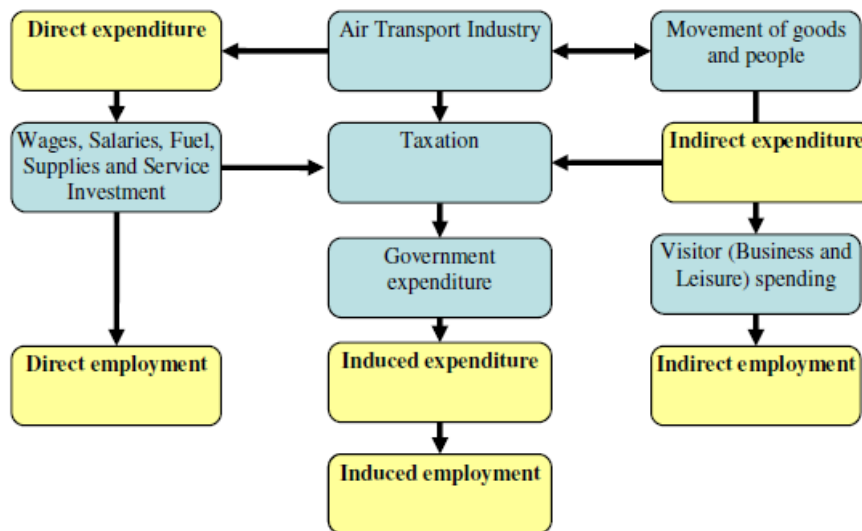 Direct expenditure
Air Transport Industry
Movement of goods
and people
Wages, Salaries, Fuel,
Supplies and Service
Investment
Taxation
Indirect expenditure
Government
expenditure
Visitor (Business and
Leisure) spending
Direct employment
Induced expenditure
Indirect employment
Induced employment